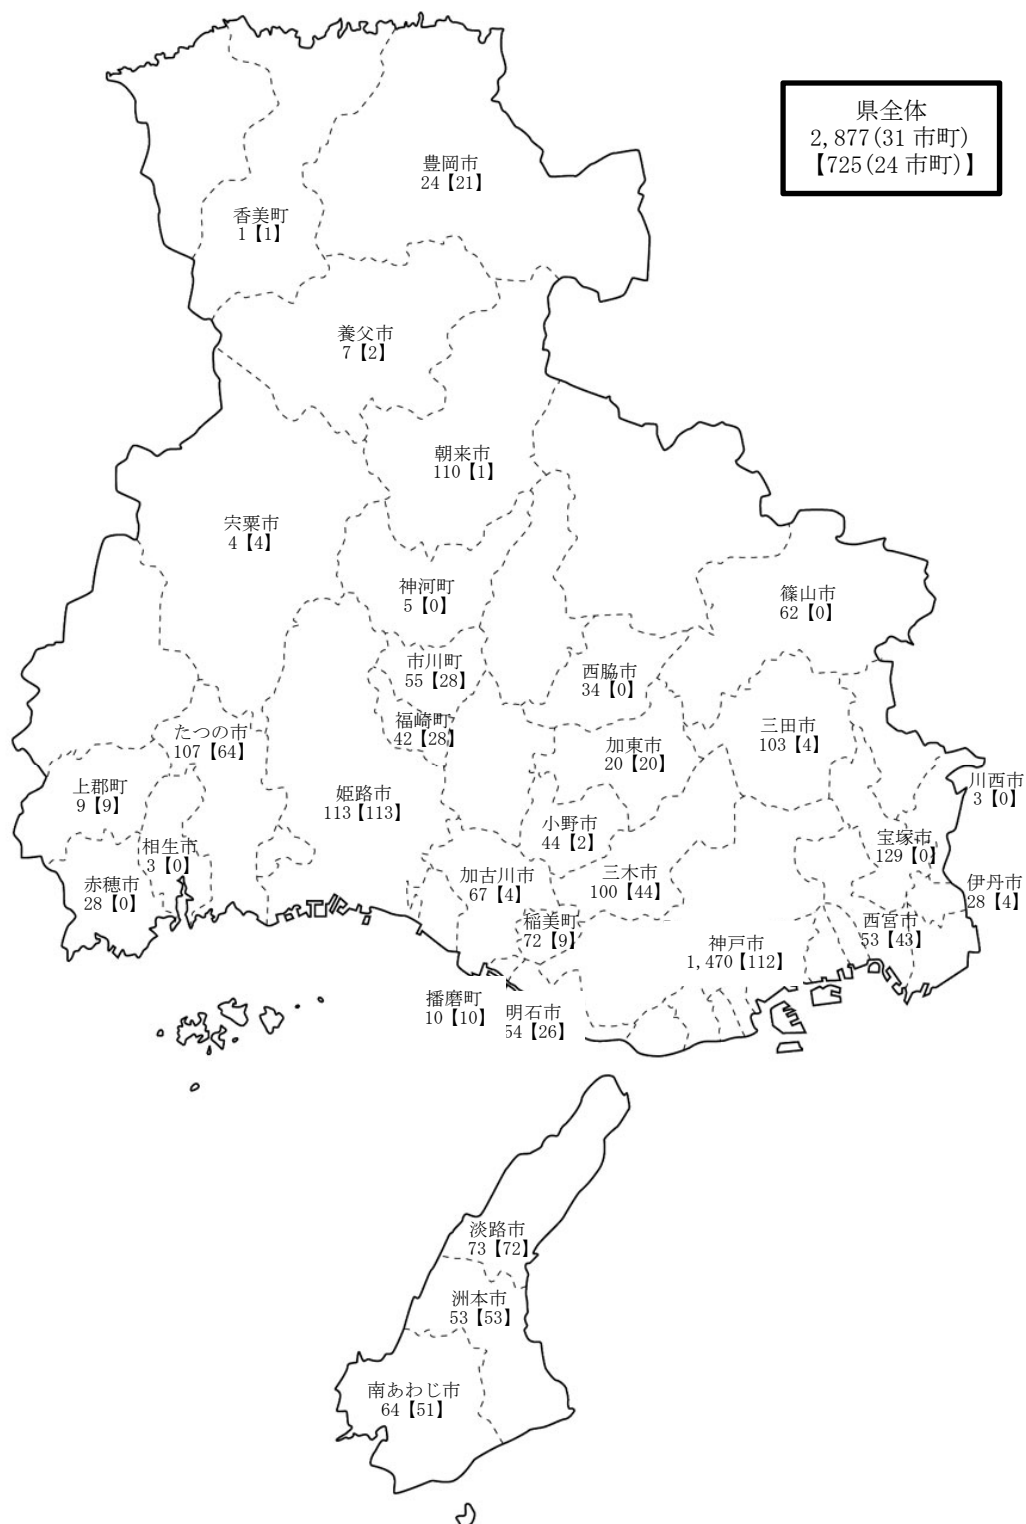 県全体
2,877(31 市町)
【725(24 市町)】
豊岡市
24【21】
香美町
1【1】
養父市
7【2】
朝来市
110【1】
宍粟市
4【4】
神河町
5【0】
篠山市
62【0】
市川町
55【28】
西脇市
34【0】
福崎町
42【28】
たつの市
107【64】
加東市
20【20】
三田市
103【4】
上郡町
9【9】
姫路市
113【113】
川西市
3【0】
相生市
3【0】
小野市
44【2】
宝塚市
129【0】
赤穂市
28【0】
加古川市
67【4】
三木市
100【44】
伊丹市
28【4】
稲美町
72【9】
西宮市
53【43】
神戸市
1,470【112】
播磨町
10【10】
明石市
54【26】
淡路市
73【72】
洲本市
53【53】
南あわじ市
64【51】